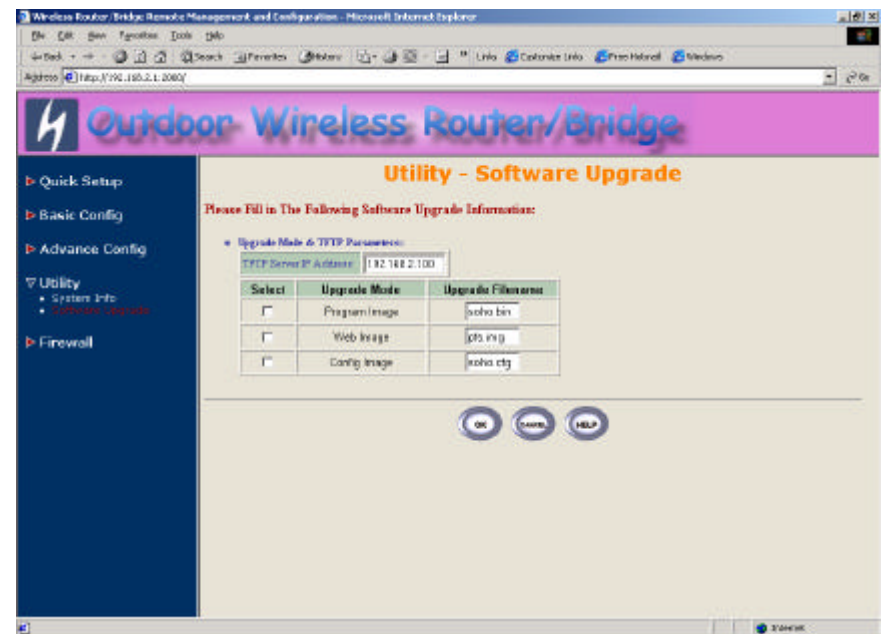 Wireless Router/Bridge Remote Management and Configuration - Microsoft Internet Explorer
File Edit View Favorites Tools Help
Back Search Favorites History Links Customize Links Free Hotmail Windows
Address http://192.168.2.1:2080/ Go
Outdoor Wireless Router/Bridge
Quick Setup
Basic Config
Advance Config
Utility
System Info
Software Upgrade
Firewall
Utility - Software Upgrade
Please Fill in The Following Software Upgrade Information:
Upgrade Mode & TFTP Parameters:
TFTP Server IP Address: 192.168.2.100
Select Upgrade Mode Upgrade Filename
Program Image soho.bin
Web Image pfs.img
Config Image soho.cfg
OK CANCEL HELP
Internet